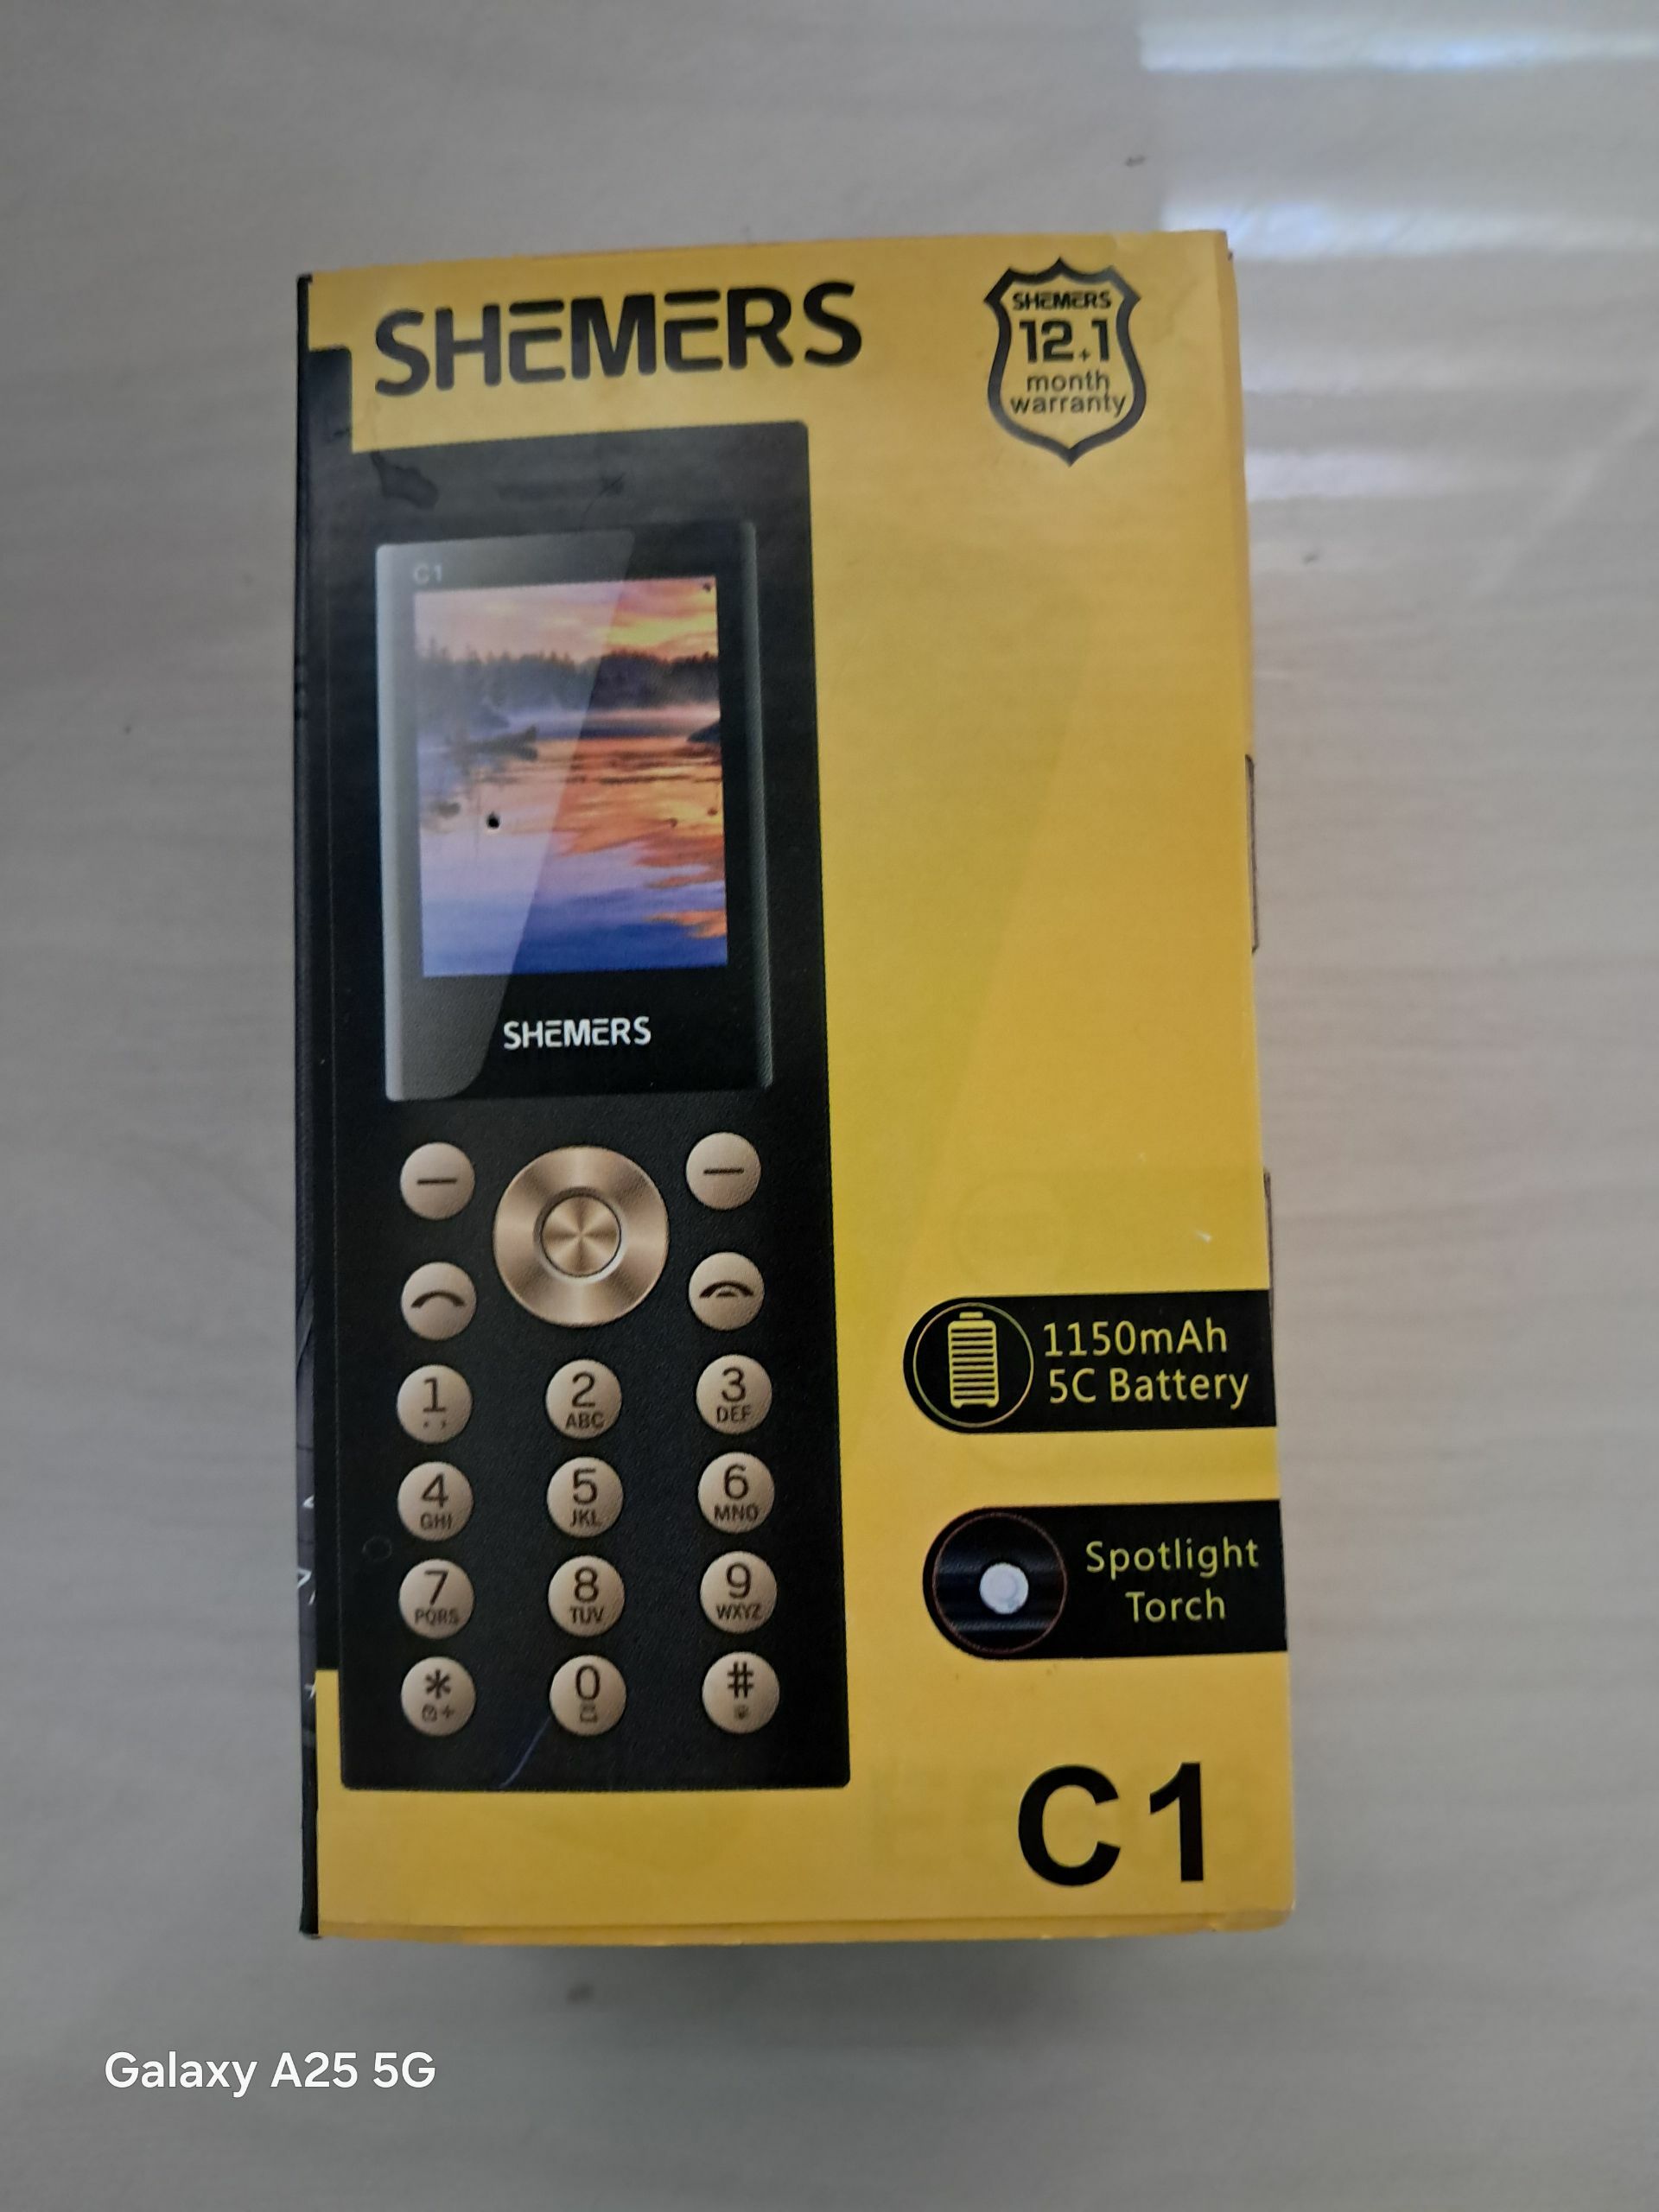 SHEMERS
SHEMERS
12+1
month
warranty
C1
SHEMERS
1
2
ABC
3
DEF
4
GHI
5
JKL
6
MNO
7
PQRS
8
TUV
9
WXYZ
*
0
#
1150mAh
5C Battery
Spotlight
Torch
C1
Galaxy A25 5G